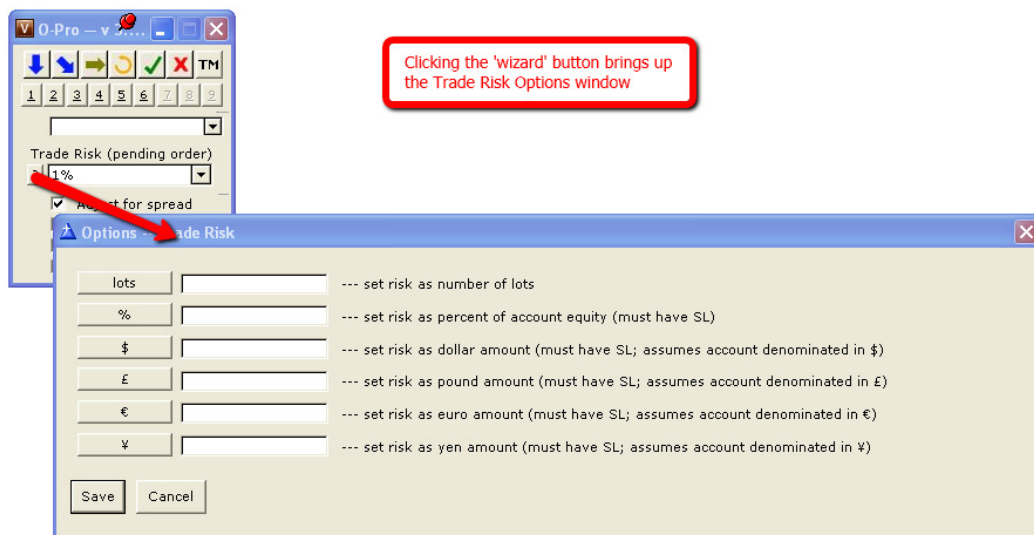 O-Pro — v
TM
1 2 3 4 5 6 7 8 9
Trade Risk (pending order)
1%
Adjust for spread
Clicking the 'wizard' button brings up
the Trade Risk Options window
Options -- Trade Risk
lots --- set risk as number of lots
% --- set risk as percent of account equity (must have SL)
$ --- set risk as dollar amount (must have SL; assumes account denominated in $)
£ --- set risk as pound amount (must have SL; assumes account denominated in £)
€ --- set risk as euro amount (must have SL; assumes account denominated in €)
¥ --- set risk as yen amount (must have SL; assumes account denominated in ¥)
Save Cancel